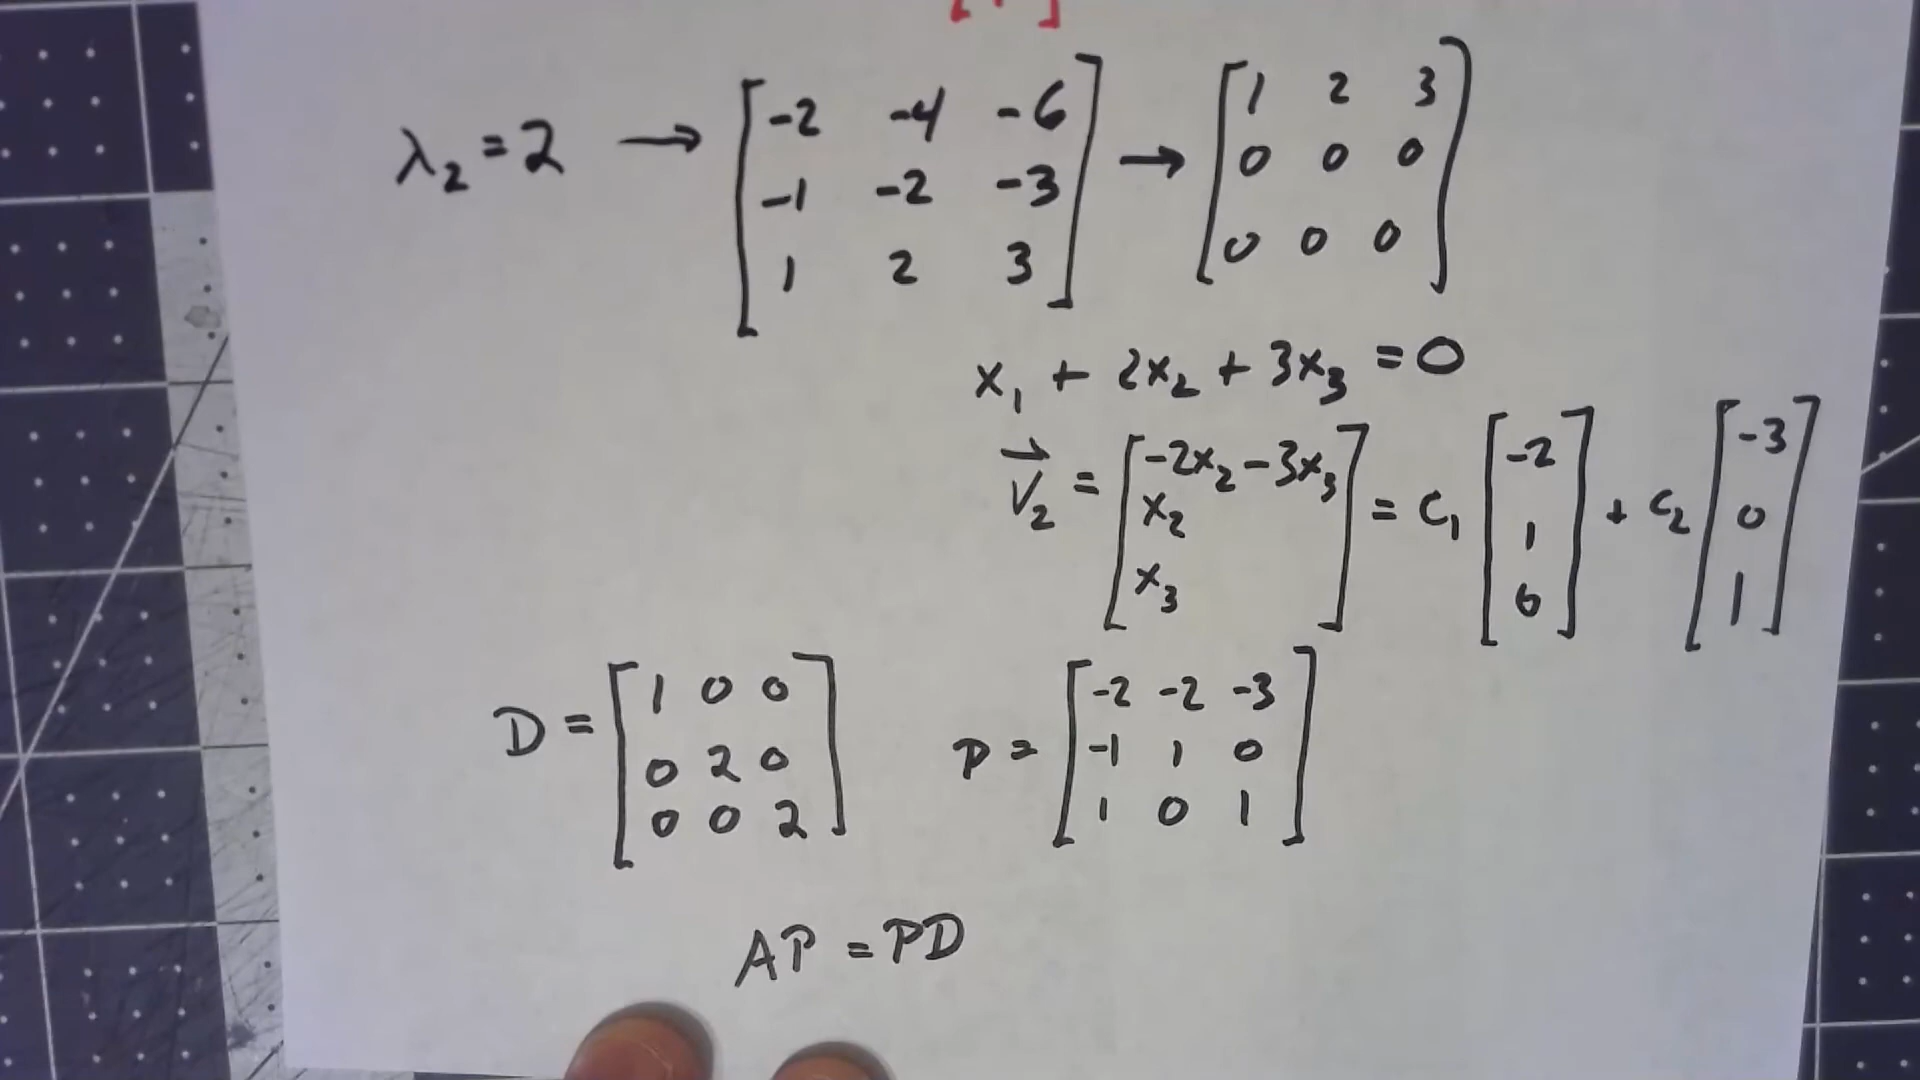 λ₂ = 2 → [ -2 -4 -6 ; -1 -2 -3 ; 1 2 3 ] → [ 1 2 3 ; 0 0 0 ; 0 0 0 ]
x₁ + 2x₂ + 3x₃ = 0
v⃗₂ = [ -2x₂ - 3x₃ ; x₂ ; x₃ ] = c₁ [ -2 ; 1 ; 0 ] + c₂ [ -3 ; 0 ; 1 ]
D = [ 1 0 0 ; 0 2 0 ; 0 0 2 ] P = [ -2 -2 -3 ; -1 1 0 ; 1 0 1 ]
AP = PD